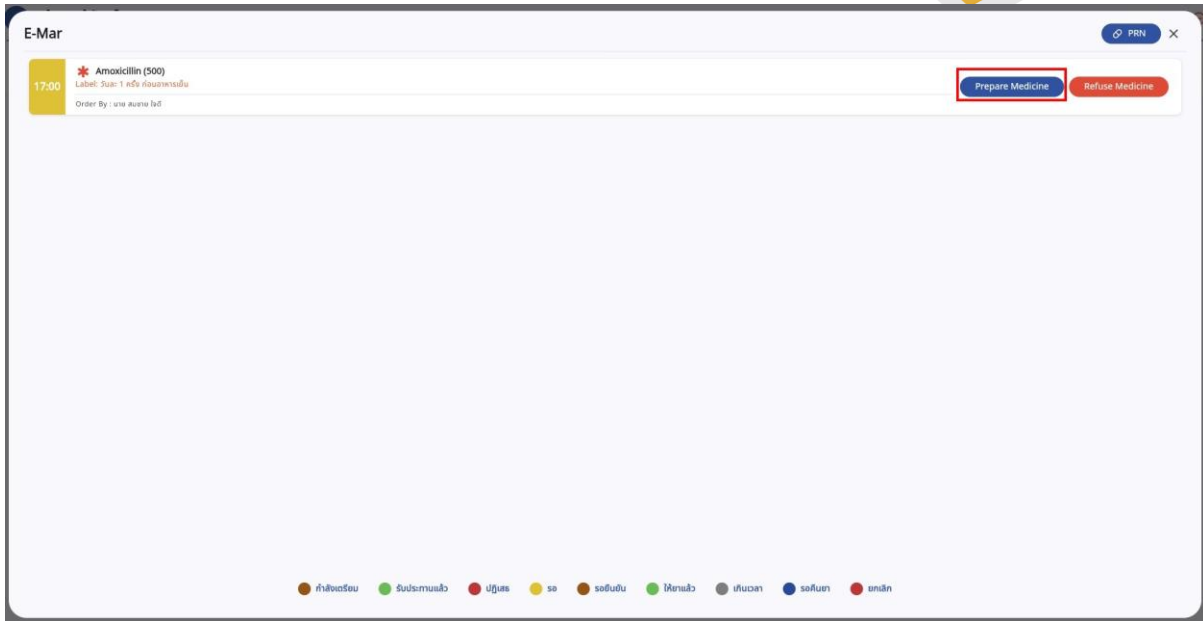 E-Mar
PRN
17:00
Amoxicillin (500)
Label: วันละ 1 ครั้ง ก่อนอาหารเย็น
Order By : นาย สมชาย ใจดี
Prepare Medicine
Refuse Medicine
กำลังเตรียม รับประทานแล้ว ปฏิเสธ รอ รอยืนยัน ให้ยาแล้ว เกินเวลา รอคืนยา ยกเลิก